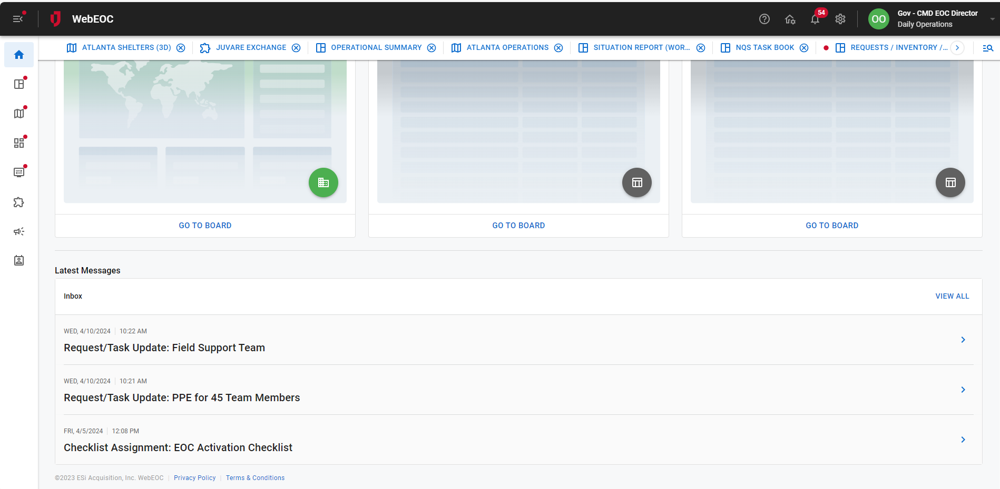 WebEOC
54
OO
Gov - CMD EOC Director
Daily Operations
ATLANTA SHELTERS (3D)
JUVARE EXCHANGE
OPERATIONAL SUMMARY
ATLANTA OPERATIONS
SITUATION REPORT (WOR...
NQS TASK BOOK
REQUESTS / INVENTORY /...
GO TO BOARD
GO TO BOARD
GO TO BOARD
Latest Messages
Inbox
VIEW ALL
WED, 4/10/2024 | 10:22 AM
Request/Task Update: Field Support Team
WED, 4/10/2024 | 10:21 AM
Request/Task Update: PPE for 45 Team Members
FRI, 4/5/2024 | 12:08 PM
Checklist Assignment: EOC Activation Checklist
©2023 ESi Acquisition, Inc. WebEOC | Privacy Policy | Terms & Conditions